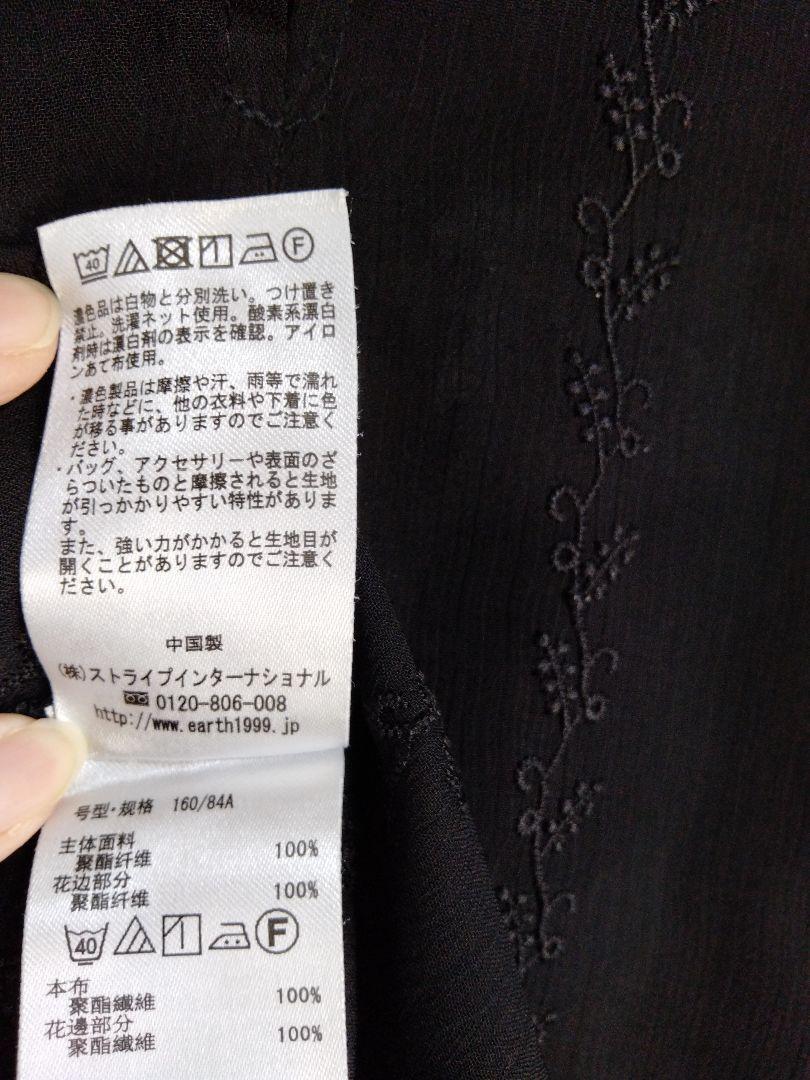 40 F
濃色品は白物と分別洗い。つけ置き
禁止。洗濯ネット使用。酸素系漂白
剤時は漂白剤の表示を確認。アイロ
ンあて布使用。
・濃色製品は摩擦や汗、雨等で濡れ
た時などに、他の衣料や下着に色
が移る事がありますのでご注意く
ださい。
・バッグ、アクセサリーや表面のざ
らついたものと摩擦されると生地
が引っかかりやすい特性がありま
す。
また、強い力がかかると生地目が
開くことがありますのでご注意く
ださい。
中国製
(株)ストライプインターナショナル
0120-806-008
http://www.earth1999.jp
号型・规格 160/84A
主体面料
聚酯纤维 100%
花边部分
聚酯纤维 100%
40 F
本布
聚酯纖維 100%
花邊部分
聚酯纖維 100%